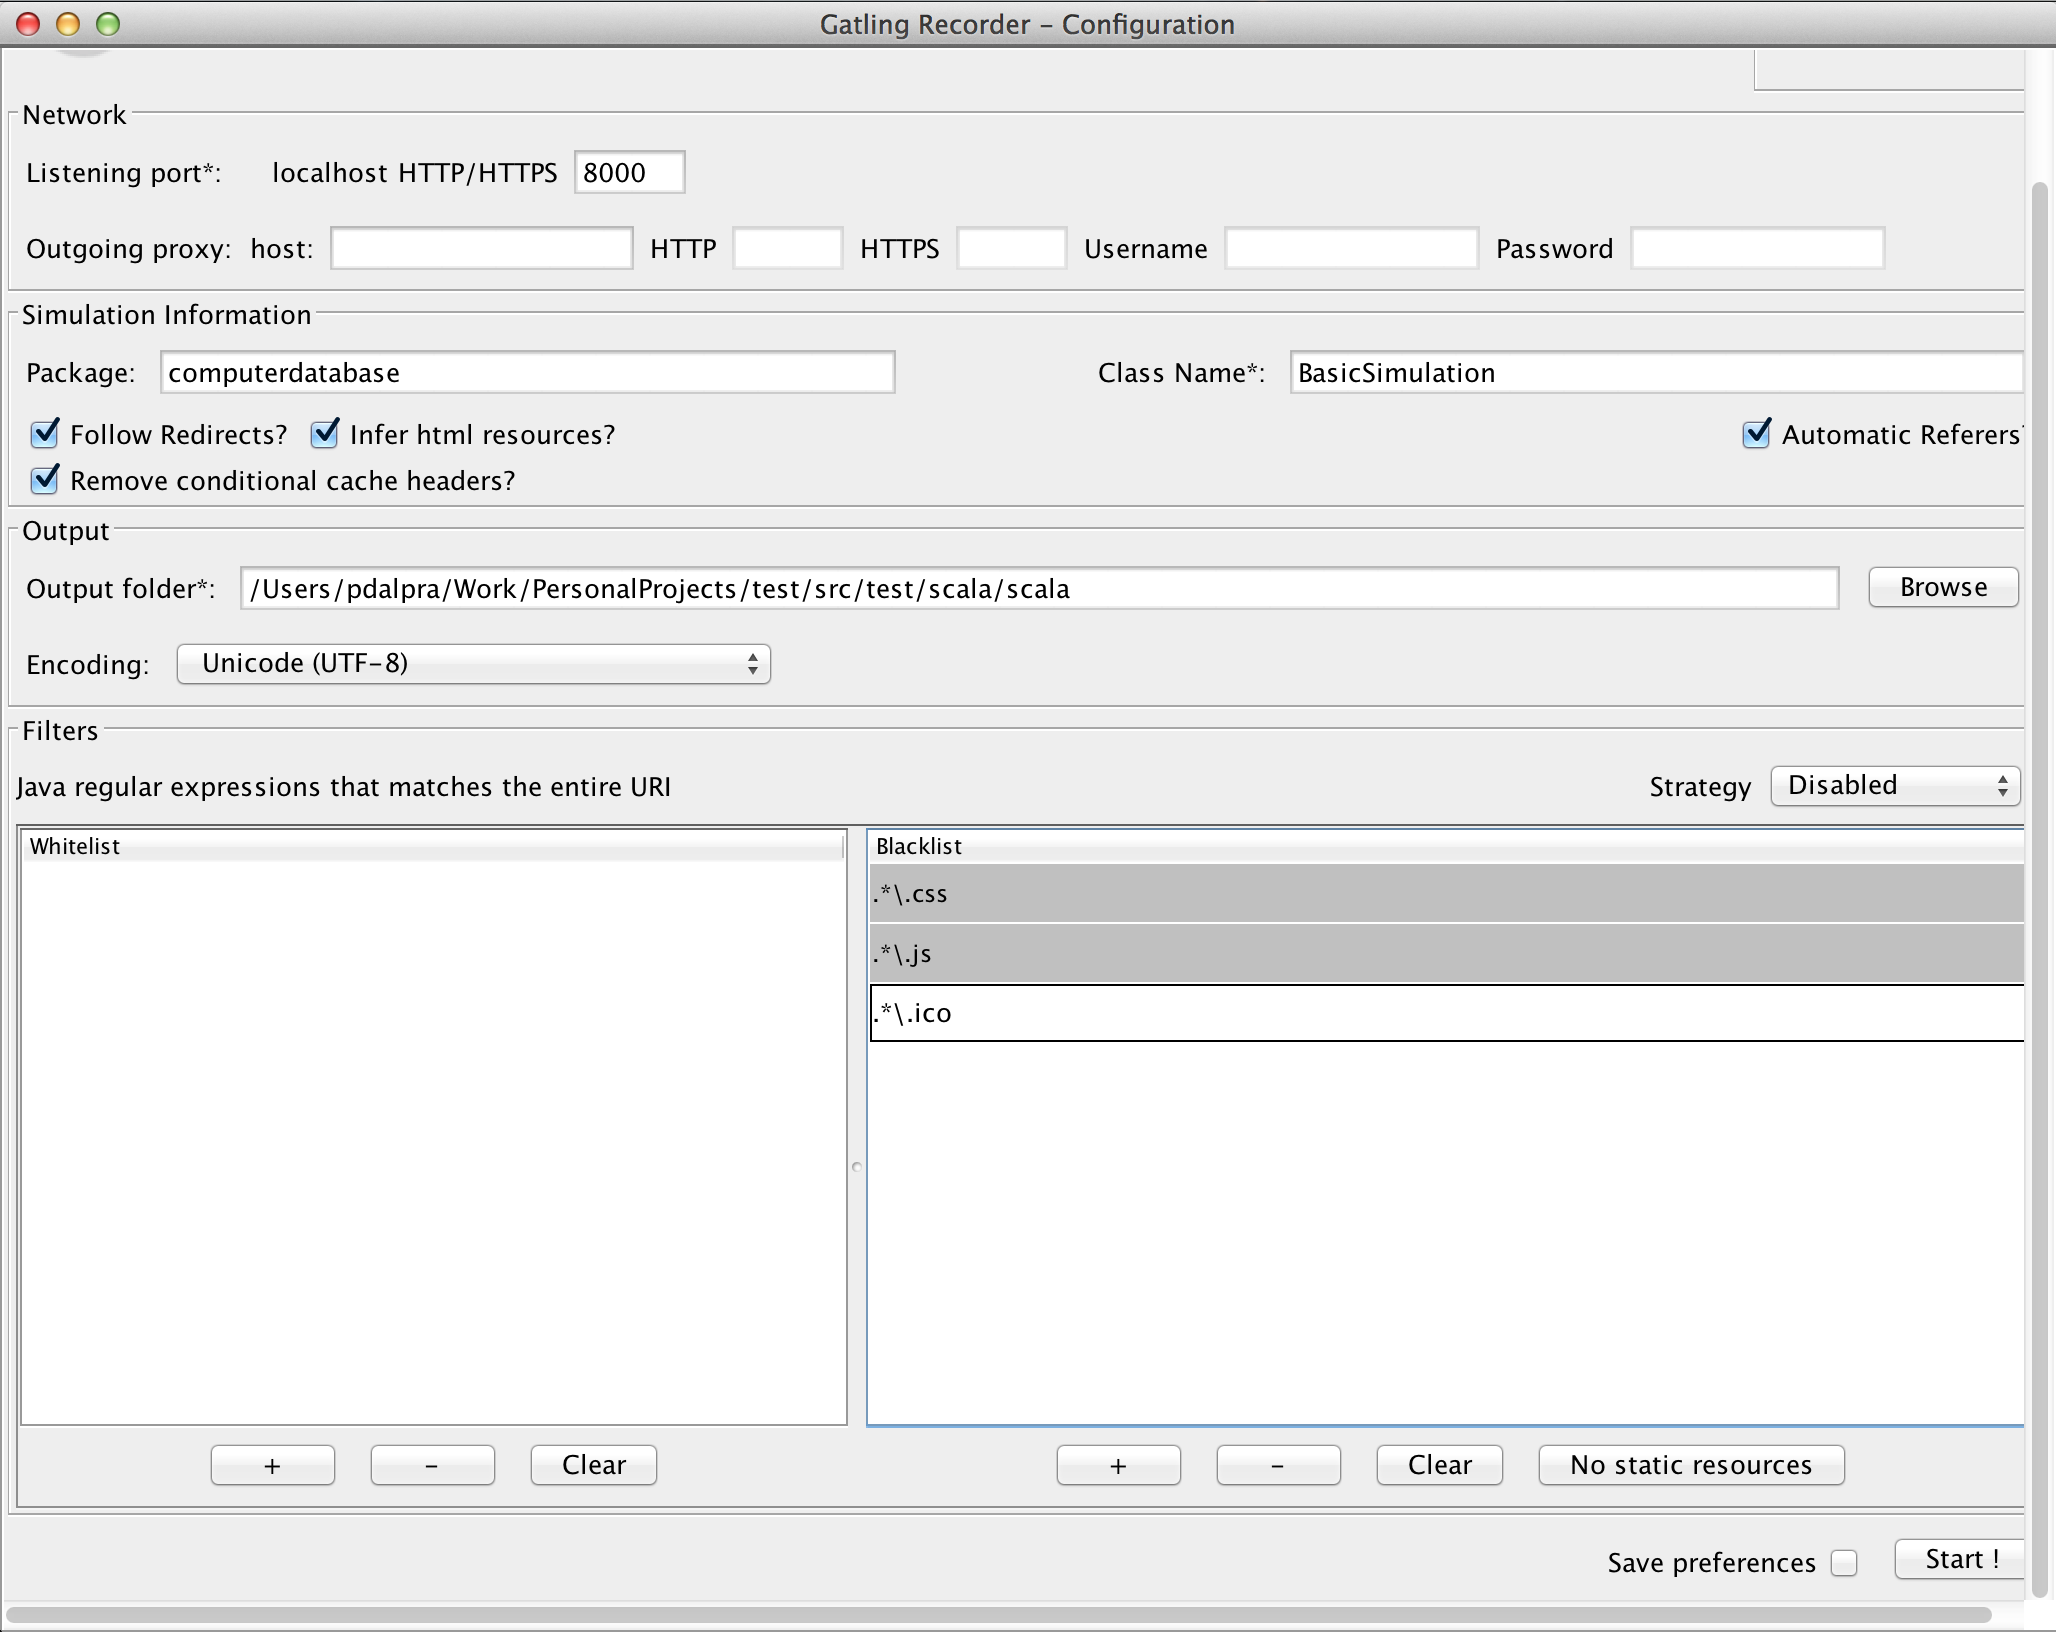 Gatling Recorder – Configuration
Network
Listening port*: localhost HTTP/HTTPS 8000
Outgoing proxy: host: HTTP HTTPS Username Password
Simulation Information
Package: computerdatabase Class Name*: BasicSimulation
Follow Redirects? Infer html resources? Automatic Referers?
Remove conditional cache headers?
Output
Output folder*: /Users/pdalpra/Work/PersonalProjects/test/src/test/scala/scala Browse
Encoding: Unicode (UTF-8)
Filters
Java regular expressions that matches the entire URI Strategy Disabled
Whitelist Blacklist
.*\.css
.*\.js
.*\.ico
+ – Clear + – Clear No static resources
Save preferences Start !